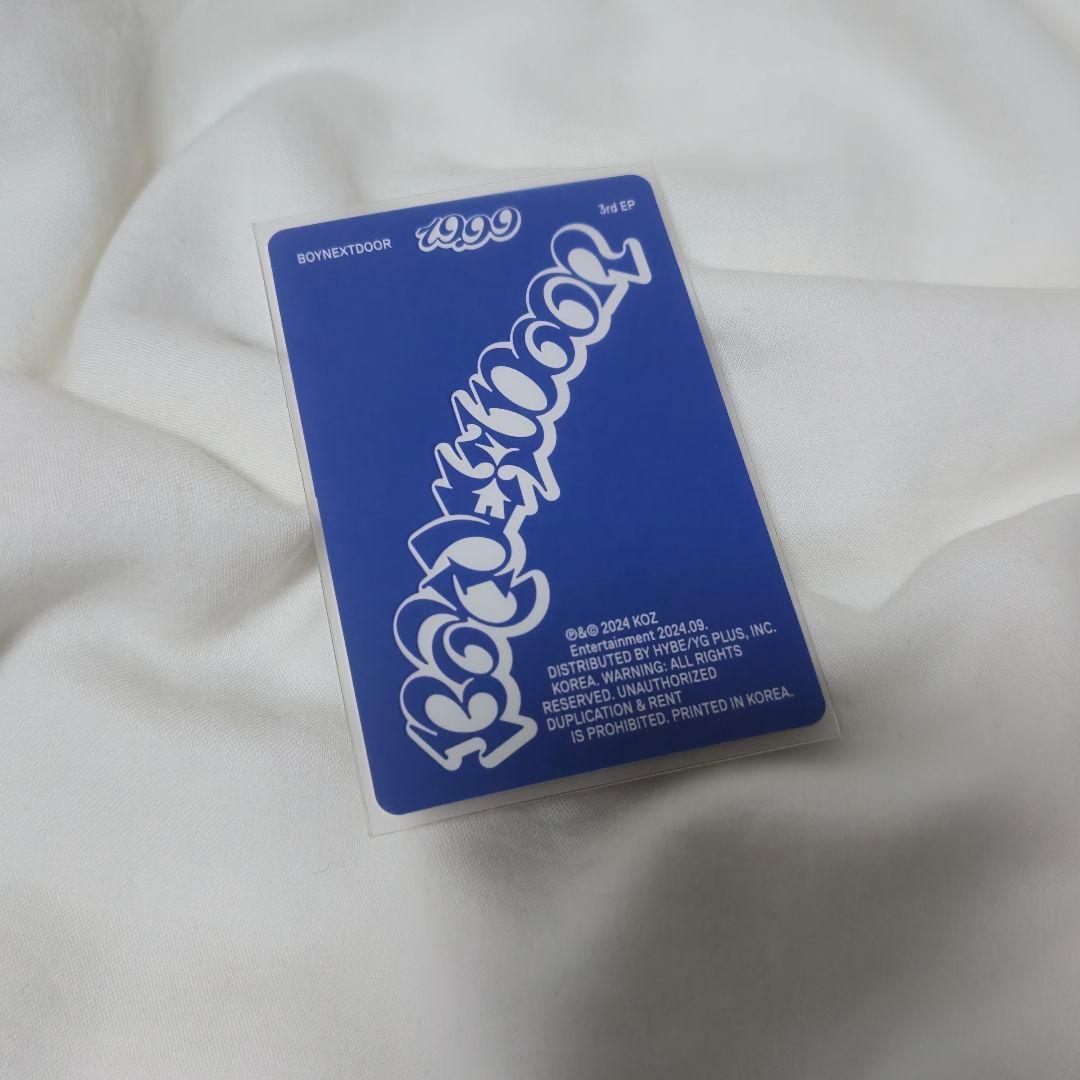 BOYNEXTDOOR
19.99
3rd EP
BOYNEXTDOOR
℗&© 2024 KOZ
Entertainment 2024.09.
DISTRIBUTED BY HYBE/YG PLUS, INC.
KOREA. WARNING: ALL RIGHTS
RESERVED. UNAUTHORIZED
DUPLICATION & RENT
IS PROHIBITED. PRINTED IN KOREA.